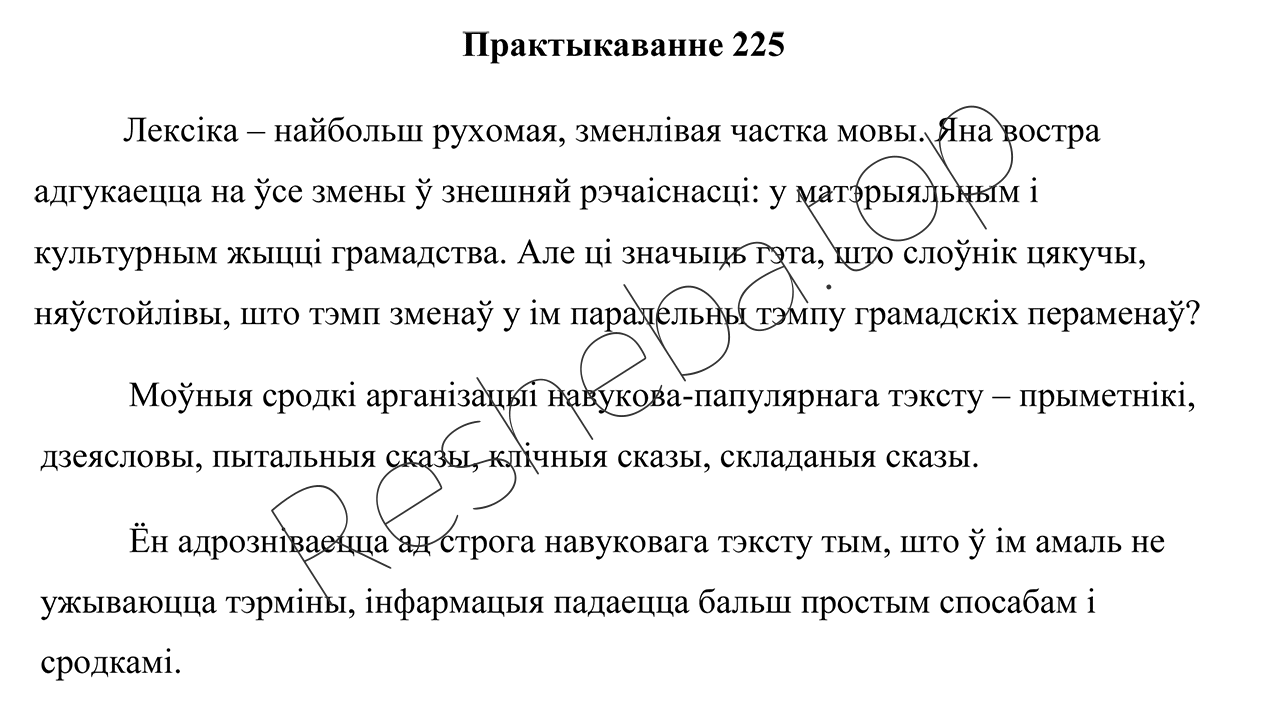 Практыкаванне 225
Лексіка – найбольш рухомая, зменлівая частка мовы. Яна востра
адгукаецца на ўсе змены ў знешняй рэчаіснасці: у матэрыяльным і
культурным жыцці грамадства. Але ці значыць гэта, што слоўнік цякучы,
няўстойлівы, што тэмп зменаў у ім паралельны тэмпу грамадскіх пераменаў?
Моўныя сродкі арганізацыі навукова-папулярнага тэксту – прыметнікі,
дзеясловы, пытальныя сказы, клічныя сказы, складаныя сказы.
Ён адрозніваецца ад строга навуковага тэксту тым, што ў ім амаль не
ужываюцца тэрміны, інфармацыя падаецца бальш простым спосабам і
сродкамі.
Resheba.top